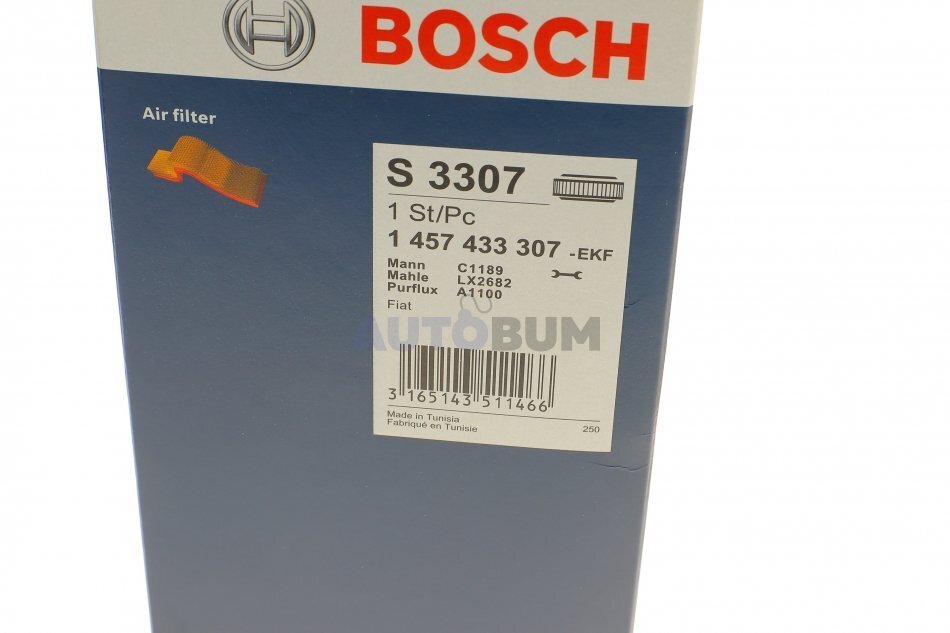 BOSCH
Air filter
S 3307
1 St/Pc
1 457 433 307 -EKF
Mann C1189
Mahle LX2682
Purflux A1100
Fiat
AUTOBUM
3 165143 511466
Made in Tunisia
Fabriqué en Tunisie
250